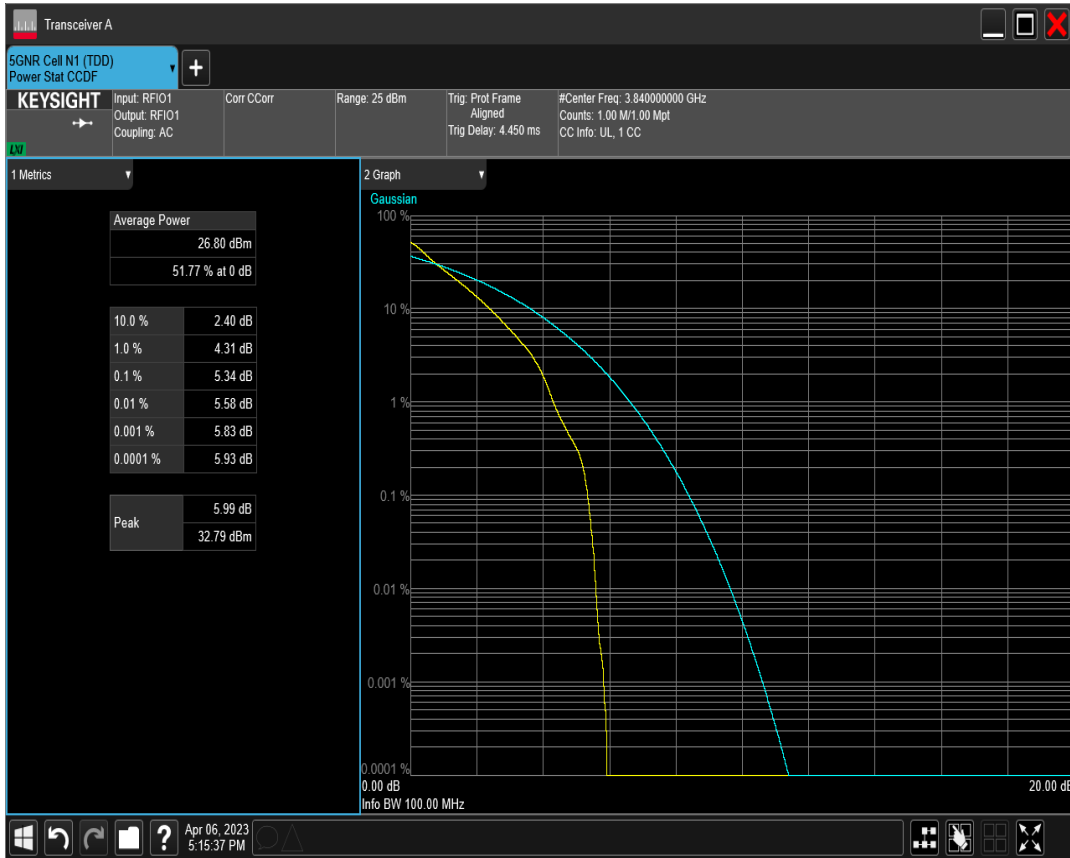 Transceiver A
5GNR Cell N1 (TDD)
Power Stat CCDF
KEYSIGHT
LXI
Input: RFIO1
Output: RFIO1
Coupling: AC
Corr CCorr
Range: 25 dBm
Trig: Prot Frame
Aligned
Trig Delay: 4.450 ms
#Center Freq: 3.840000000 GHz
Counts: 1.00 M/1.00 Mpt
CC Info: UL, 1 CC
1 Metrics
Average Power
26.80 dBm
51.77 % at 0 dB
10.0 % 2.40 dB
1.0 % 4.31 dB
0.1 % 5.34 dB
0.01 % 5.58 dB
0.001 % 5.83 dB
0.0001 % 5.93 dB
Peak 5.99 dB
32.79 dBm
2 Graph
Gaussian
100 %
10 %
1 %
0.1 %
0.01 %
0.001 %
0.0001 %
0.00 dB 20.00 dB
Info BW 100.00 MHz
Apr 06, 2023
5:15:37 PM